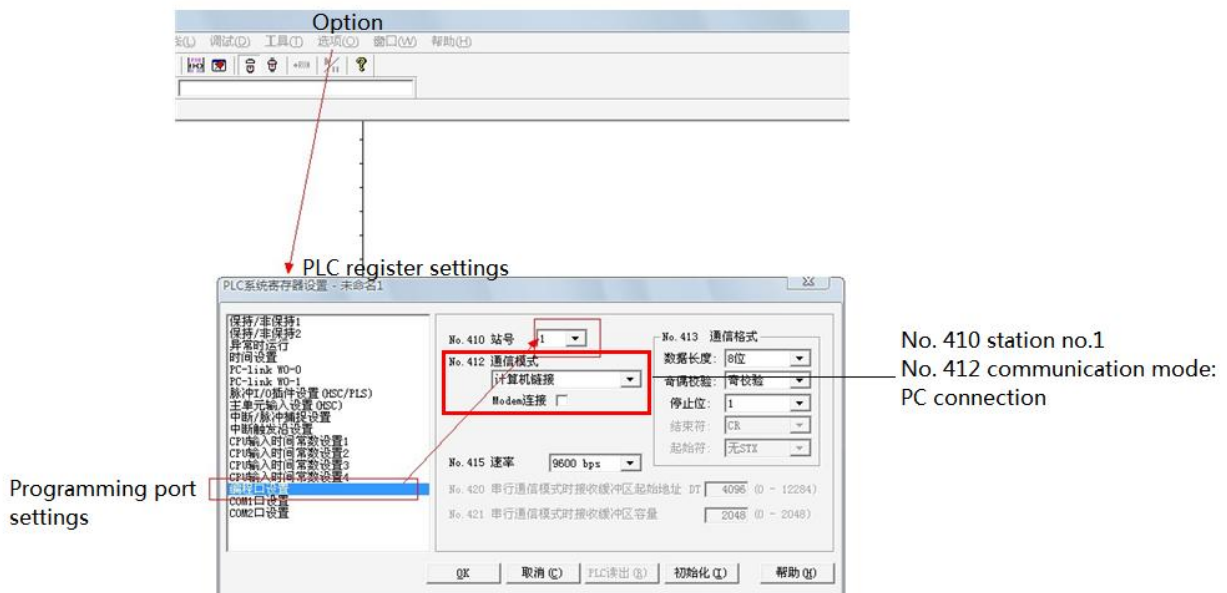 Option
调试(D) 工具(T) 选项(O) 窗口(W) 帮助(H)
PLC register settings
PLC系统寄存器设置 - 未命名1
保持/非保持1
保持/非保持2
异常时运行
时间设置
PC-link W0-0
PC-link W0-1
脉冲I/O插件设置(HSC/PLS)
主单元输入设置(HSC)
中断/脉冲捕捉设置
中断触发沿设置
CPU输入时间常数设置1
CPU输入时间常数设置2
CPU输入时间常数设置3
CPU输入时间常数设置4
编程口设置
COM1口设置
COM2口设置
No.410 站号 1
No.412 通信模式
计算机链接
Modem连接
No.413 通信格式
数据长度: 8位
奇偶校验: 奇校验
停止位: 1
结束符: CR
起始符: 无STX
No.415 速率 9600 bps
No.420 串行通信模式时接收缓冲区起始地址 DT 4096 (0 - 12284)
No.421 串行通信模式时接收缓冲区容量 2048 (0 - 2048)
OK 取消(C) PLC读出(R) 初始化(I) 帮助(H)
No. 410 station no.1
No. 412 communication mode:
PC connection
Programming port
settings